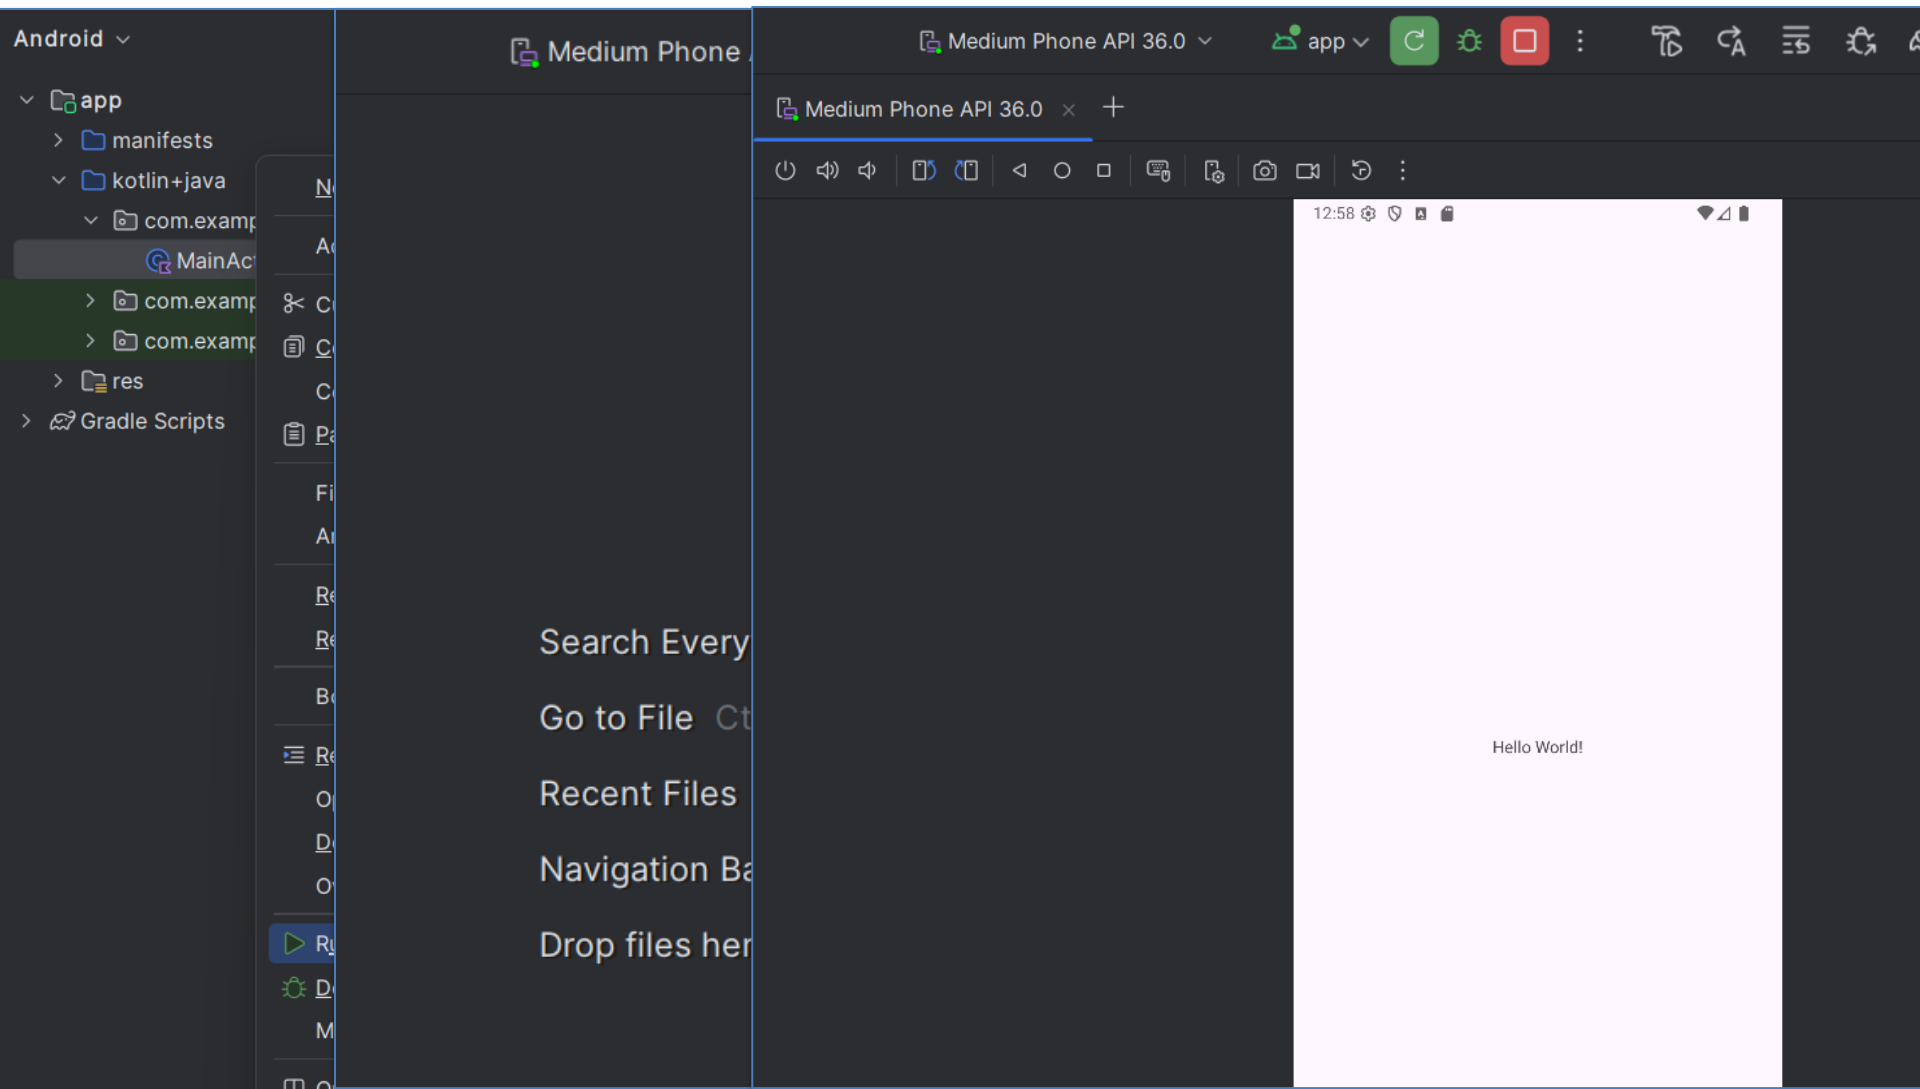 Android
app
manifests
kotlin+java
com.examp
MainAc
com.examp
com.examp
res
Gradle Scripts
Fi
Medium Phone
Search Every
Go to File Ct
Recent Files
Navigation Ba
Drop files her
Medium Phone API 36.0
app
Medium Phone API 36.0
12:58
Hello World!